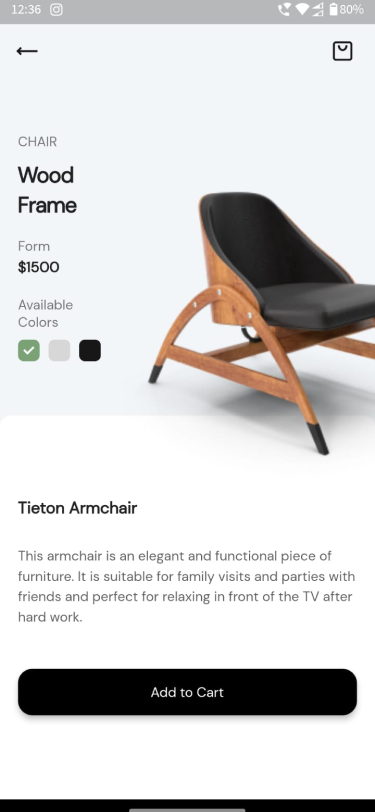 12:36
80%
CHAIR
Wood
Frame
Form
$1500
Available
Colors
Tieton Armchair
This armchair is an elegant and functional piece of
furniture. It is suitable for family visits and parties with
friends and perfect for relaxing in front of the TV after
hard work.
Add to Cart